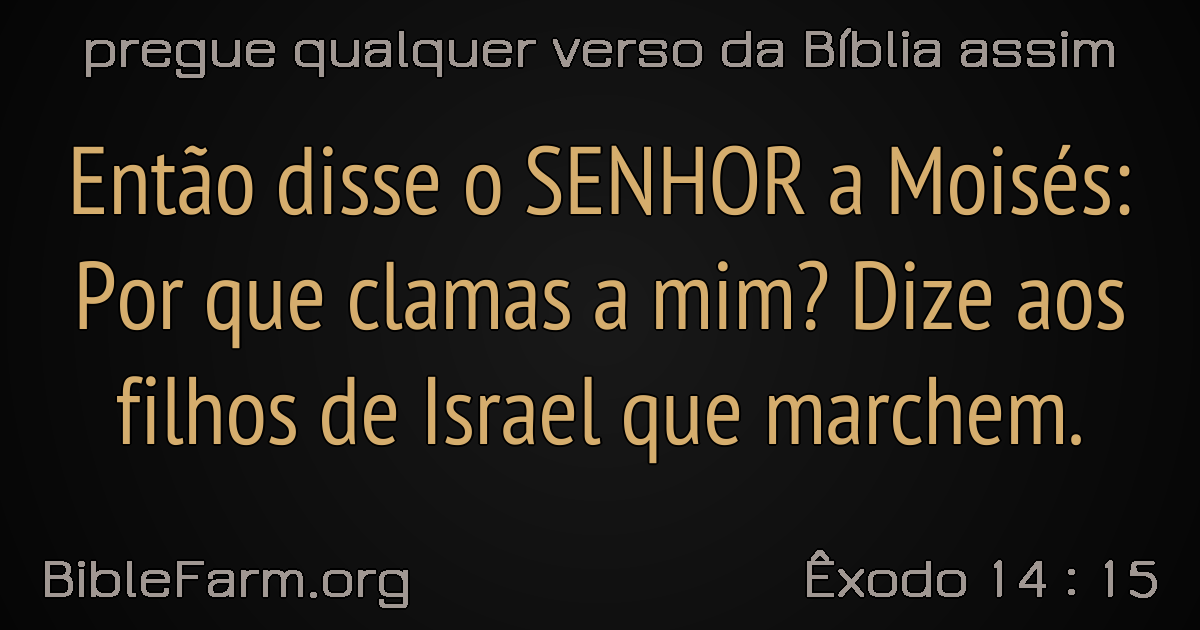 pregue qualquer verso da Bíblia assim
Então disse o SENHOR a Moisés:
Por que clamas a mim? Dize aos
filhos de Israel que marchem.
BibleFarm.org
Êxodo 14 : 15